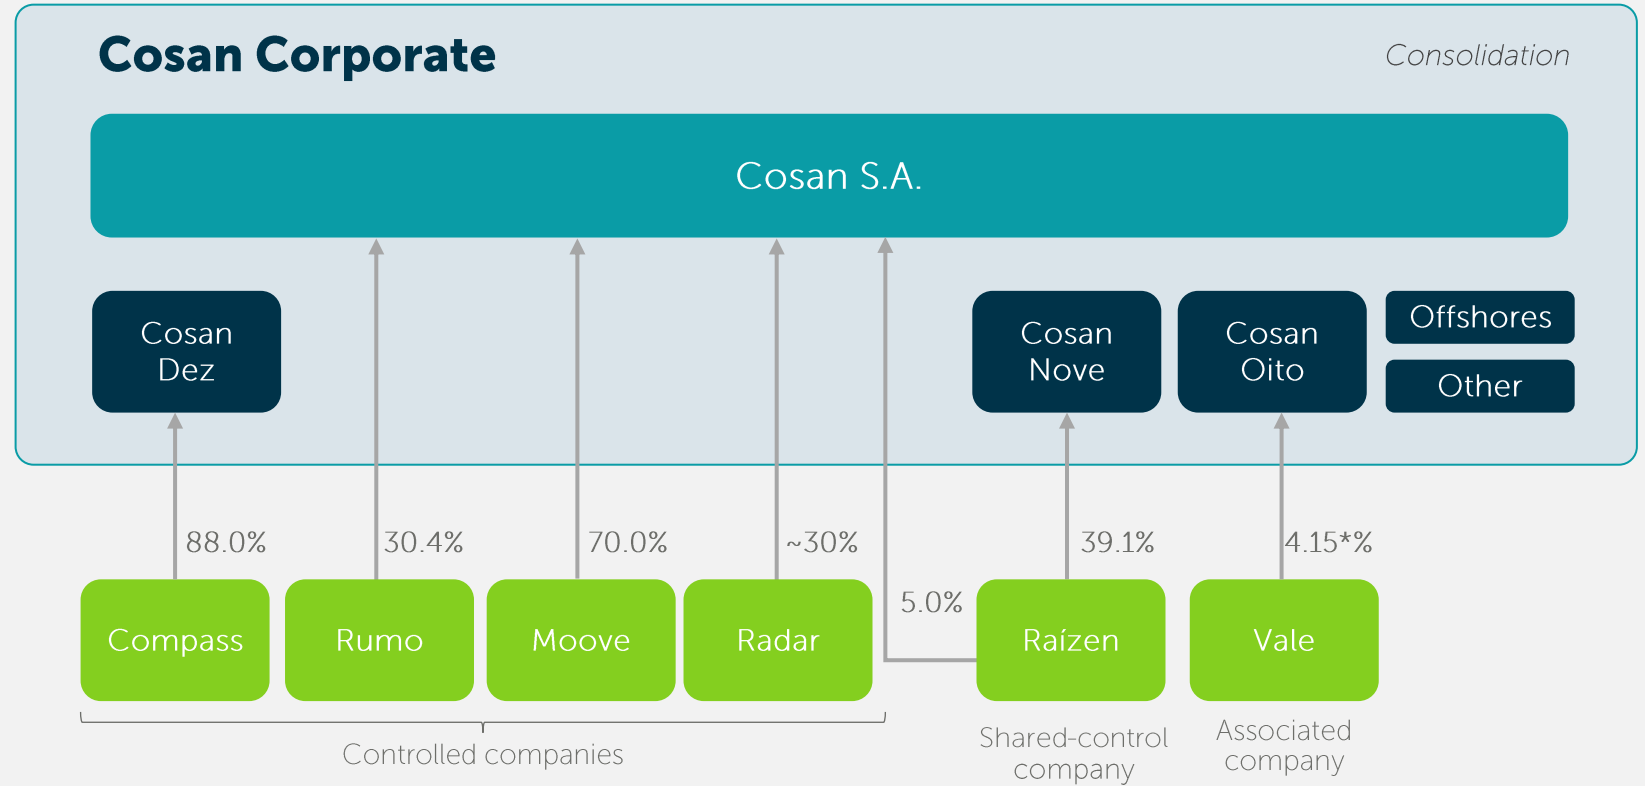 Cosan Corporate
Consolidation
Cosan S.A.
Cosan
Dez
Cosan
Nove
Cosan
Oito
Offshores
Other
88.0%
30.4%
70.0%
~30%
5.0%
39.1%
4.15*%
Compass
Rumo
Moove
Radar
Raízen
Vale
Controlled companies
Shared-control
company
Associated
company